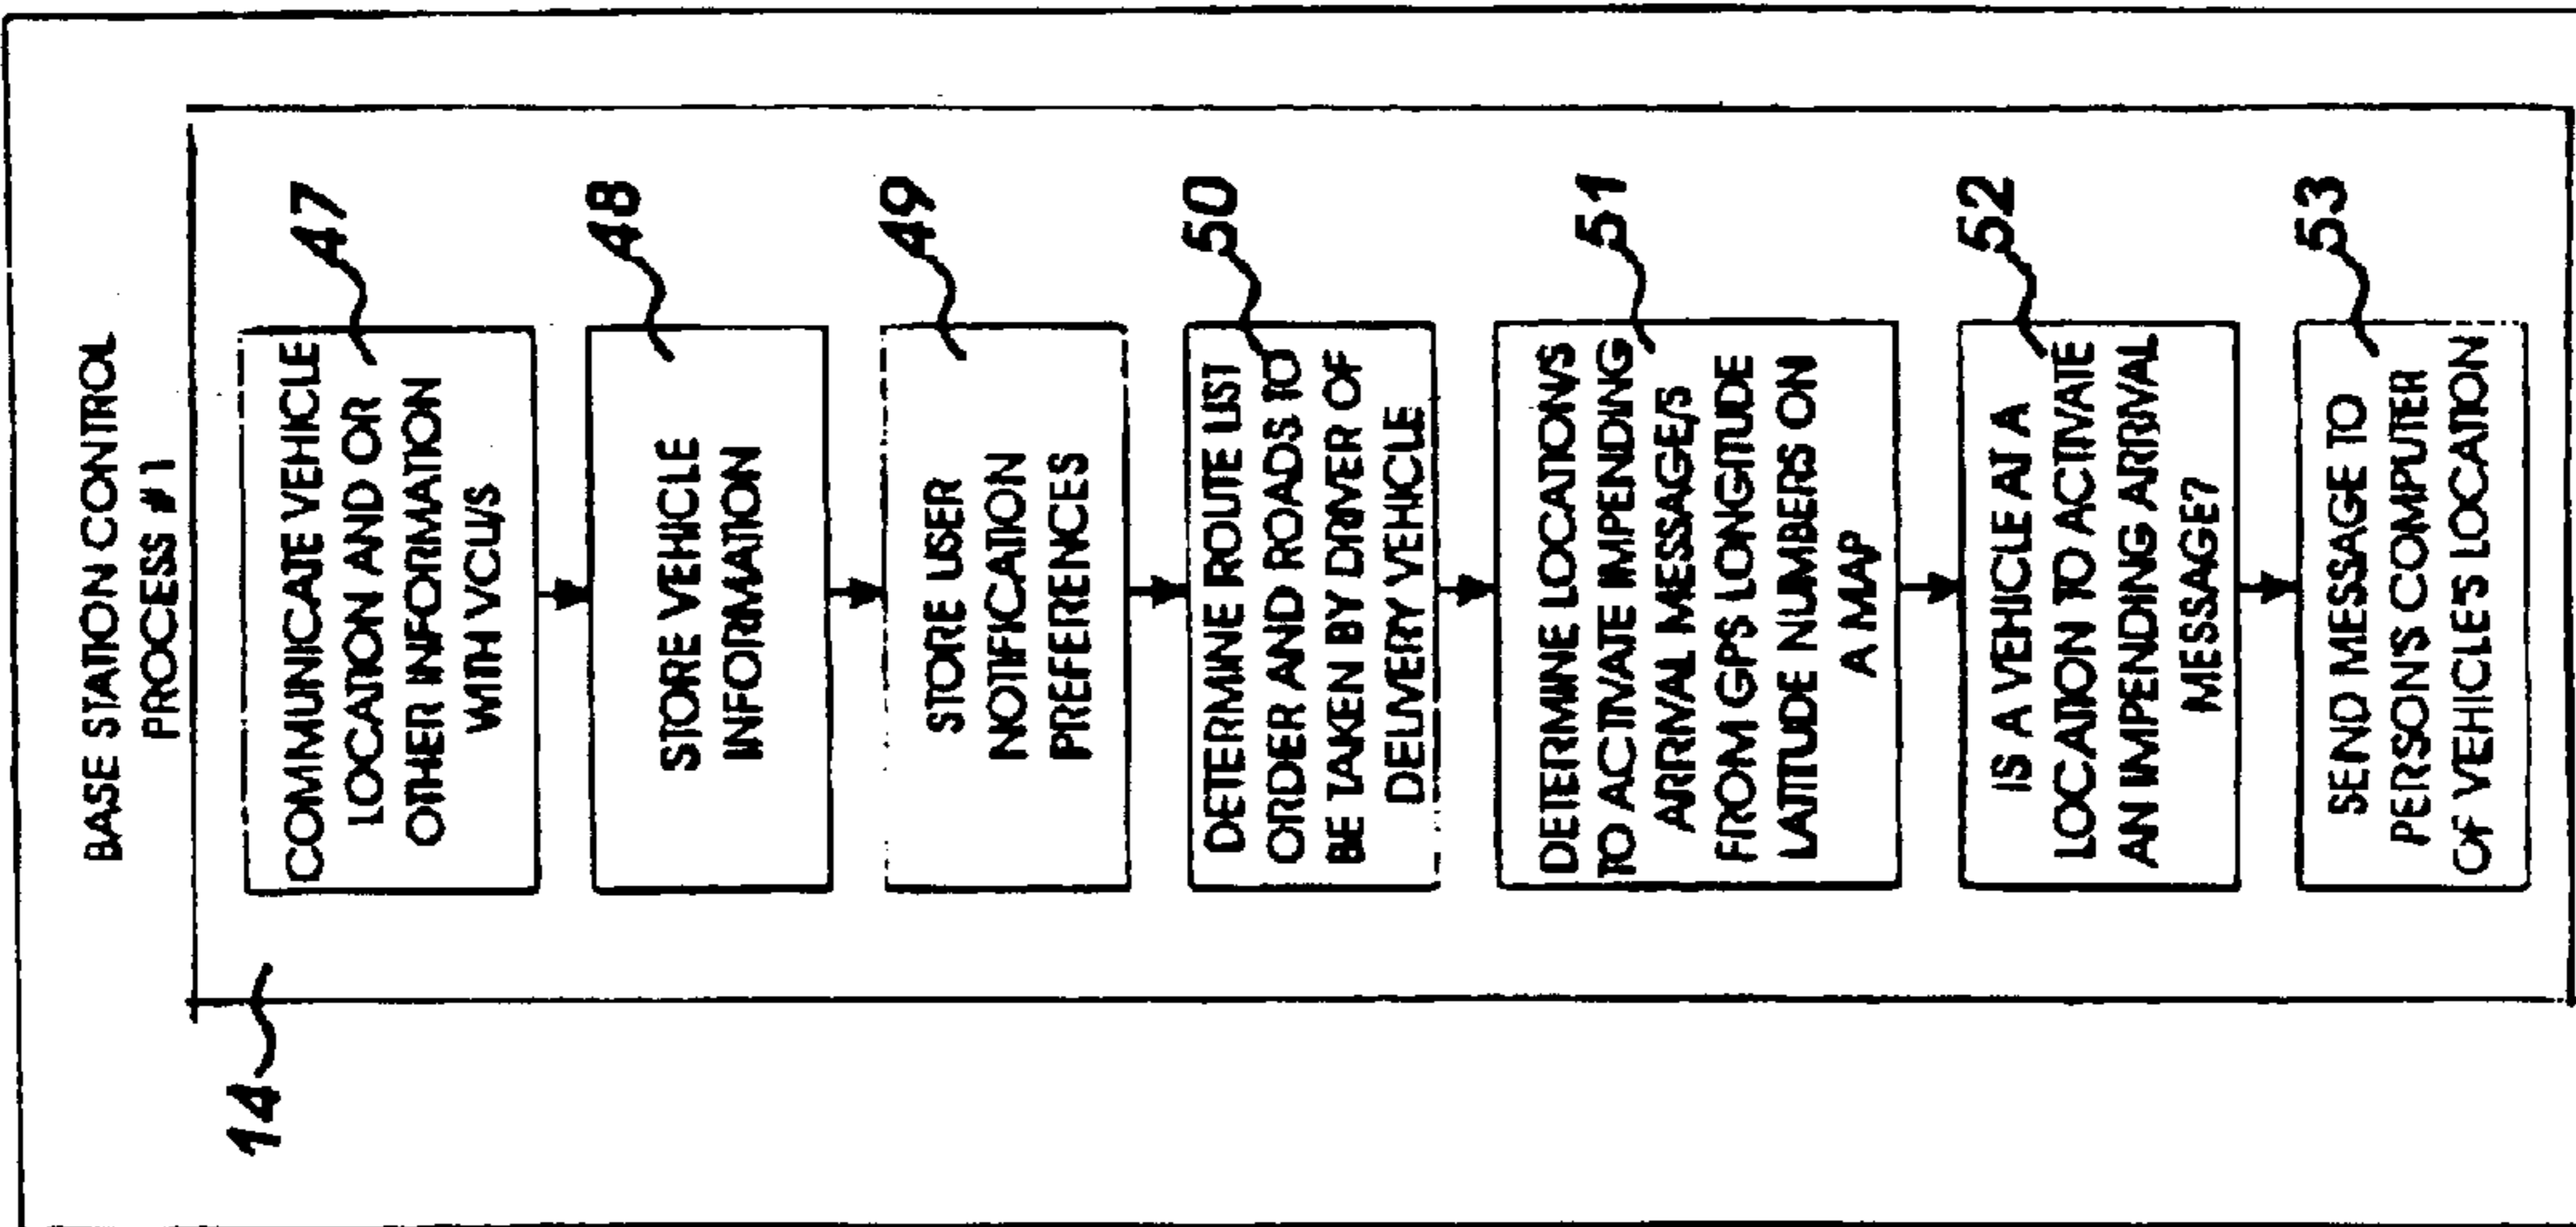 BASE STATION CONTROL
PROCESS #1
14
47
COMMUNICATE VEHICLE
LOCATION AND OR
OTHER INFORMATION
WITH VCU/S
48
STORE VEHICLE
INFORMATION
49
STORE USER
NOTIFICATION
PREFERENCES
50
DETERMINE ROUTE LIST
ORDER AND ROADS TO
BE TAKEN BY DRIVER OF
DELIVERY VEHICLE
51
DETERMINE LOCATION/S
TO ACTIVATE IMPENDING
ARRIVAL MESSAGE/S
FROM GPS LONGITUDE
LATITUDE NUMBERS ON
A MAP
52
IS A VEHICLE AT A
LOCATION TO ACTIVATE
AN IMPENDING ARRIVAL
MESSAGE?
53
SEND MESSAGE TO
PERSON'S COMPUTER
OF VEHICLE'S LOCATION